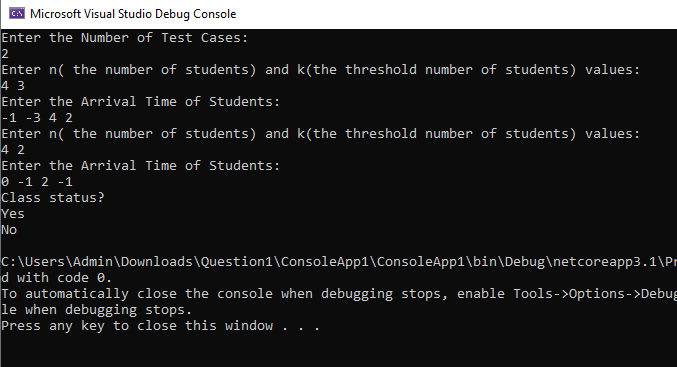 Microsoft Visual Studio Debug Console
Enter the Number of Test Cases:
2
Enter n( the number of students) and k(the threshold number of students) values:
4 3
Enter the Arrival Time of Students:
-1 -3 4 2
Enter n( the number of students) and k(the threshold number of students) values:
4 2
Enter the Arrival Time of Students:
0 -1 2 -1
Class status?
Yes
No
C:\Users\Admin\Downloads\Question1\ConsoleApp1\ConsoleApp1\bin\Debug\netcoreapp3.1\Pr
d with code 0.
To automatically close the console when debugging stops, enable Tools->Options->Debug
le when debugging stops.
Press any key to close this window . . .